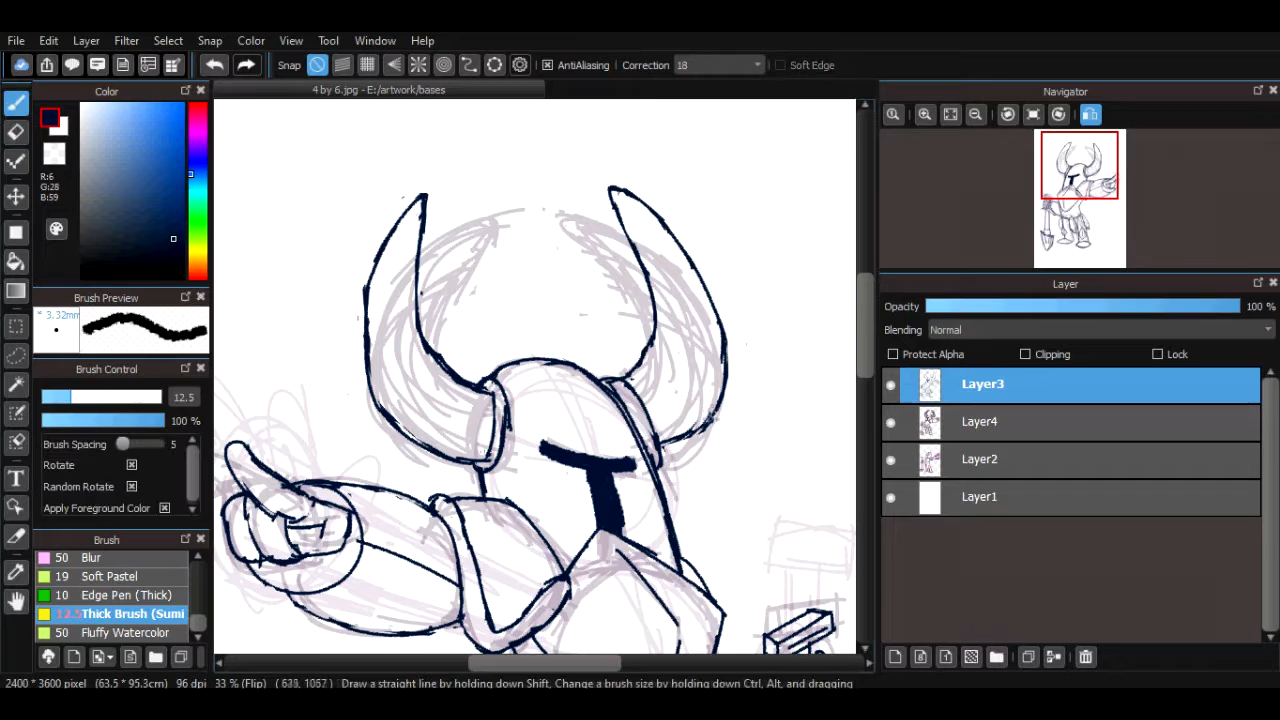 File Edit Layer Filter Select Snap Color View Tool Window Help
Snap AntiAliasing Correction 18 Soft Edge
Color
4 by 6.jpg - E:/artwork/bases
Navigator
R:6
G:28
B:59
Brush Preview
* 3.32mm
Brush Control
12.5
100 %
Brush Spacing 5
Rotate
Random Rotate
Apply Foreground Color
Brush
50 Blur
19 Soft Pastel
10 Edge Pen (Thick)
12.5 Thick Brush (Sumi
50 Fluffy Watercolor
Layer
Opacity 100 %
Blending Normal
Protect Alpha Clipping Lock
Layer3
Layer4
Layer2
Layer1
2400 * 3600 pixel (63.5 * 95.3cm) 96 dpi 33 % (Flip) ( 639, 1067 ) Draw a straight line by holding down Shift, Change a brush size by holding down Ctrl, Alt, and dragging